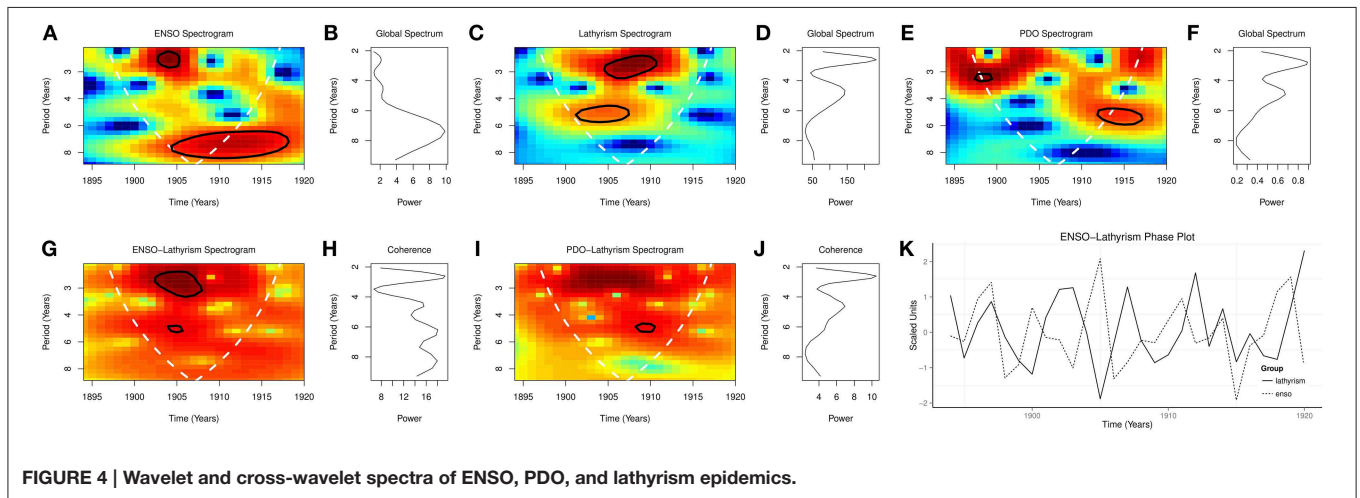 A ENSO Spectrogram
B Global Spectrum
C Lathyrism Spectrogram
D Global Spectrum
E PDO Spectrogram
F Global Spectrum
Period (Years)
3
4
6
8
1895 1900 1905 1910 1915 1920
Time (Years)
2
4
6
8
2 4 6 8 10
Power
Period (Years)
3
4
6
8
1895 1900 1905 1910 1915 1920
Time (Years)
2
4
6
8
50 150
Power
Period (Years)
3
4
6
8
1895 1900 1905 1910 1915 1920
Time (Years)
2
4
6
8
0.2 0.4 0.6 0.8
Power
G ENSO–Lathyrism Spectrogram
H Coherence
I PDO–Lathyrism Spectrogram
J Coherence
K ENSO–Lathyrism Phase Plot
Period (Years)
3
4
6
8
1895 1900 1905 1910 1915 1920
Time (Years)
2
4
6
8
8 12 16
Power
Period (Years)
3
4
6
8
1895 1900 1905 1910 1915 1920
Time (Years)
2
4
6
8
4 6 8 10
Power
Scaled Units
2
1
0
−1
−2
Group
lathyrism
enso
1900 1910 1920
Time (Years)
FIGURE 4 | Wavelet and cross-wavelet spectra of ENSO, PDO, and lathyrism epidemics.